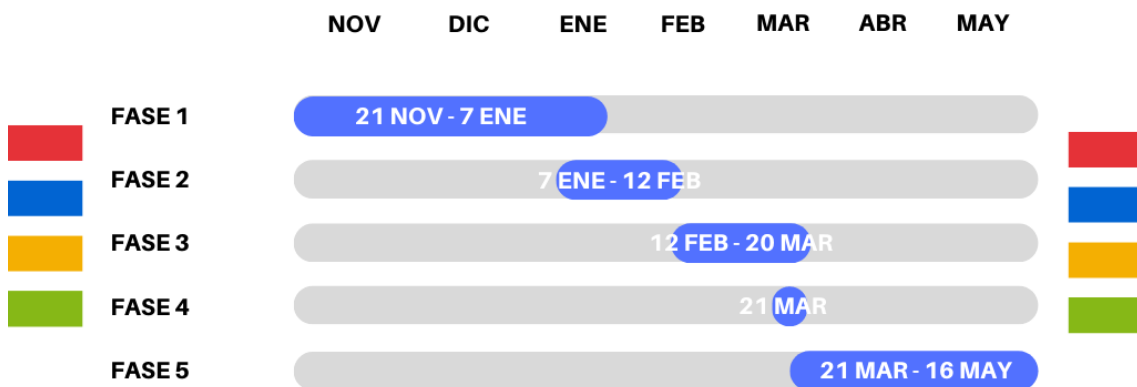 NOV DIC ENE FEB MAR ABR MAY
FASE 1 21 NOV - 7 ENE
FASE 2 7 ENE - 12 FEB
FASE 3 12 FEB - 20 MAR
FASE 4 21 MAR
FASE 5 21 MAR - 16 MAY